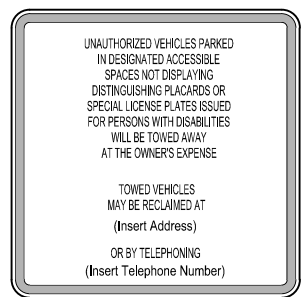 UNAUTHORIZED VEHICLES PARKED
IN DESIGNATED ACCESSIBLE
SPACES NOT DISPLAYING
DISTINGUISHING PLACARDS OR
SPECIAL LICENSE PLATES ISSUED
FOR PERSONS WITH DISABILITIES
WILL BE TOWED AWAY
AT THE OWNER'S EXPENSE
TOWED VEHICLES
MAY BE RECLAIMED AT
(Insert Address)
OR BY TELEPHONING
(Insert Telephone Number)